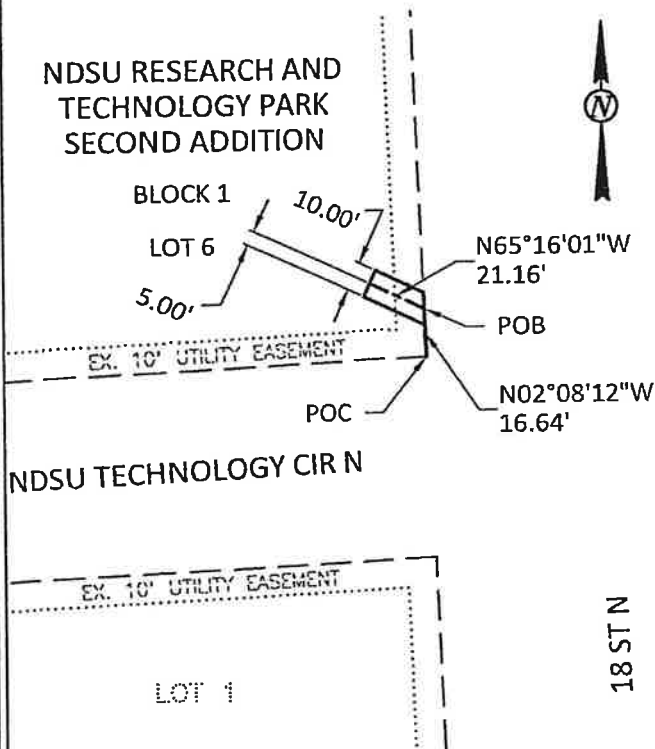 NDSU RESEARCH AND
TECHNOLOGY PARK
SECOND ADDITION
BLOCK 1
LOT 6
10.00'
5.00'
N
N65°16'01"W
21.16'
POB
EX. 10' UTILITY EASEMENT
POC
N02°08'12"W
16.64'
NDSU TECHNOLOGY CIR N
EX. 10' UTILITY EASEMENT
LOT 1
18 ST N